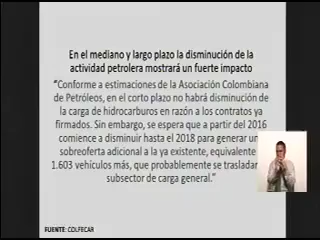 En el mediano y largo plazo la disminución de la
actividad petrolera mostrará un fuerte impacto
"Conforme a estimaciones de la Asociación Colombiana
de Petróleos, en el corto plazo no habrá disminución de
la carga de hidrocarburos en razón a los contratos ya
firmados. Sin embargo, se espera que a partir del 2016
comience a disminuir hasta el 2018 para generar un
sobreoferta adicional a la ya existente, equivalente
1.603 vehículos más, que probablemente se trasladar
subsector de carga general."
FUENTE: COLFECAR